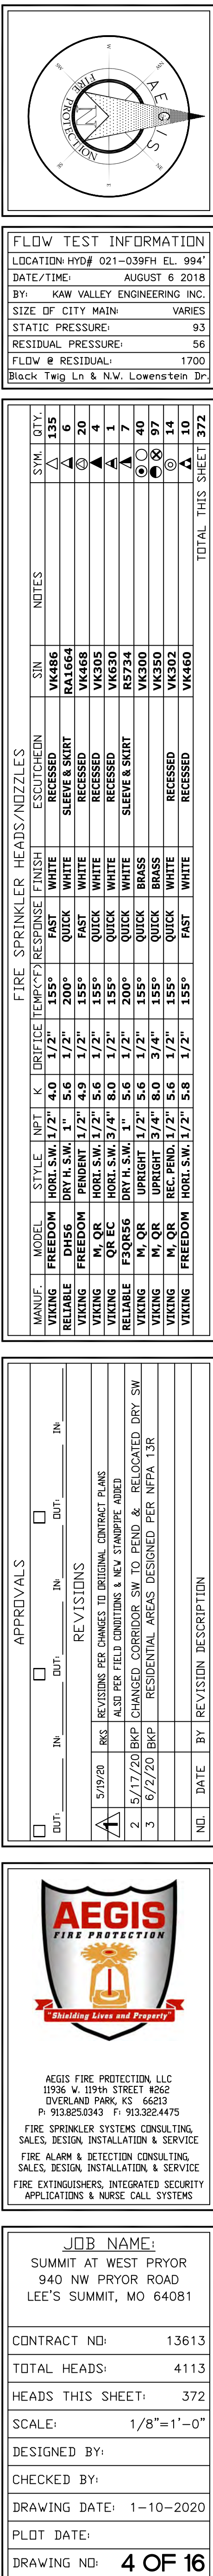 AEGIS
FIRE PROTECTION
N
NW
W
SW
NE
E
SE
FLOW TEST INFORMATION
LOCATION: HYD# 021-039FH EL. 994'
DATE/TIME: AUGUST 6 2018
BY: KAW VALLEY ENGINEERING INC.
SIZE OF CITY MAIN: VARIES
STATIC PRESSURE: 93
RESIDUAL PRESSURE: 56
FLOW @ RESIDUAL: 1700
Black Twig Ln & N.W. Lowenstein Dr.
FIRE SPRINKLER HEADS/NOZZLES
MANUF. MODEL STYLE NPT K ORIFICE TEMP(°F) RESPONSE FINISH ESCUTCHEON SIN NOTES SYM. QTY.
VIKING FREEDOM HORI. S.W. 1/2" 4.0 1/2" 155° FAST WHITE RECESSED VK486 135
RELIABLE DH56 DRY H. S.W. 1" 5.6 1/2" 200° QUICK WHITE SLEEVE & SKIRT RA1664 6
VIKING FREEDOM PENDENT 1/2" 4.9 1/2" 155° FAST WHITE RECESSED VK468 20
VIKING M, QR HORI. S.W. 1/2" 5.6 1/2" 155° QUICK WHITE RECESSED VK305 4
VIKING QR EC HORI. S.W. 3/4" 8.0 1/2" 155° QUICK WHITE RECESSED VK630 1
RELIABLE F3QR56 DRY H. S.W. 1" 5.6 1/2" 200° QUICK WHITE SLEEVE & SKIRT R5734 7
VIKING M, QR UPRIGHT 1/2" 5.6 1/2" 155° QUICK BRASS VK300 40
VIKING M, QR UPRIGHT 3/4" 8.0 3/4" 155° QUICK BRASS VK350 97
VIKING M, QR REC. PEND. 1/2" 5.6 1/2" 155° QUICK WHITE RECESSED VK302 14
VIKING FREEDOM HORI. S.W. 1/2" 5.8 1/2" 155° FAST WHITE RECESSED VK460 10
TOTAL THIS SHEET 372
APPROVALS
OUT: IN: OUT: IN: OUT: IN:
REVISIONS
1 5/19/20 RKS REVISIONS PER CHANGES TO ORIIGINAL CONTRACT PLANS
ALSO PER FIELD CONDITIONS & NEW STANDPIPE ADDED
2 5/17/20 BKP CHANGED CORRIDOR SW TO PEND & RELOCATED DRY SW
3 6/2/20 BKP RESIDENTIAL AREAS DESIGNED PER NFPA 13R
NO. DATE BY REVISION DESCRIPTION
AEGIS
FIRE PROTECTION
"Shielding Lives and Property"
AEGIS FIRE PROTECTION, LLC
11936 W. 119th STREET #262
OVERLAND PARK, KS 66213
P: 913.825.0343 F: 913.322.4475
FIRE SPRINKLER SYSTEMS CONSULTING,
SALES, DESIGN, INSTALLATION & SERVICE
FIRE ALARM & DETECTION CONSULTING,
SALES, DESIGN, INSTALLATION, & SERVICE
FIRE EXTINGUISHERS, INTEGRATED SECURITY
APPLICATIONS & NURSE CALL SYSTEMS
JOB NAME:
SUMMIT AT WEST PRYOR
940 NW PRYOR ROAD
LEE'S SUMMIT, MO 64081
CONTRACT NO: 13613
TOTAL HEADS: 4113
HEADS THIS SHEET: 372
SCALE: 1/8"=1'-0"
DESIGNED BY:
CHECKED BY:
DRAWING DATE: 1-10-2020
PLOT DATE:
DRAWING NO: 4 OF 16